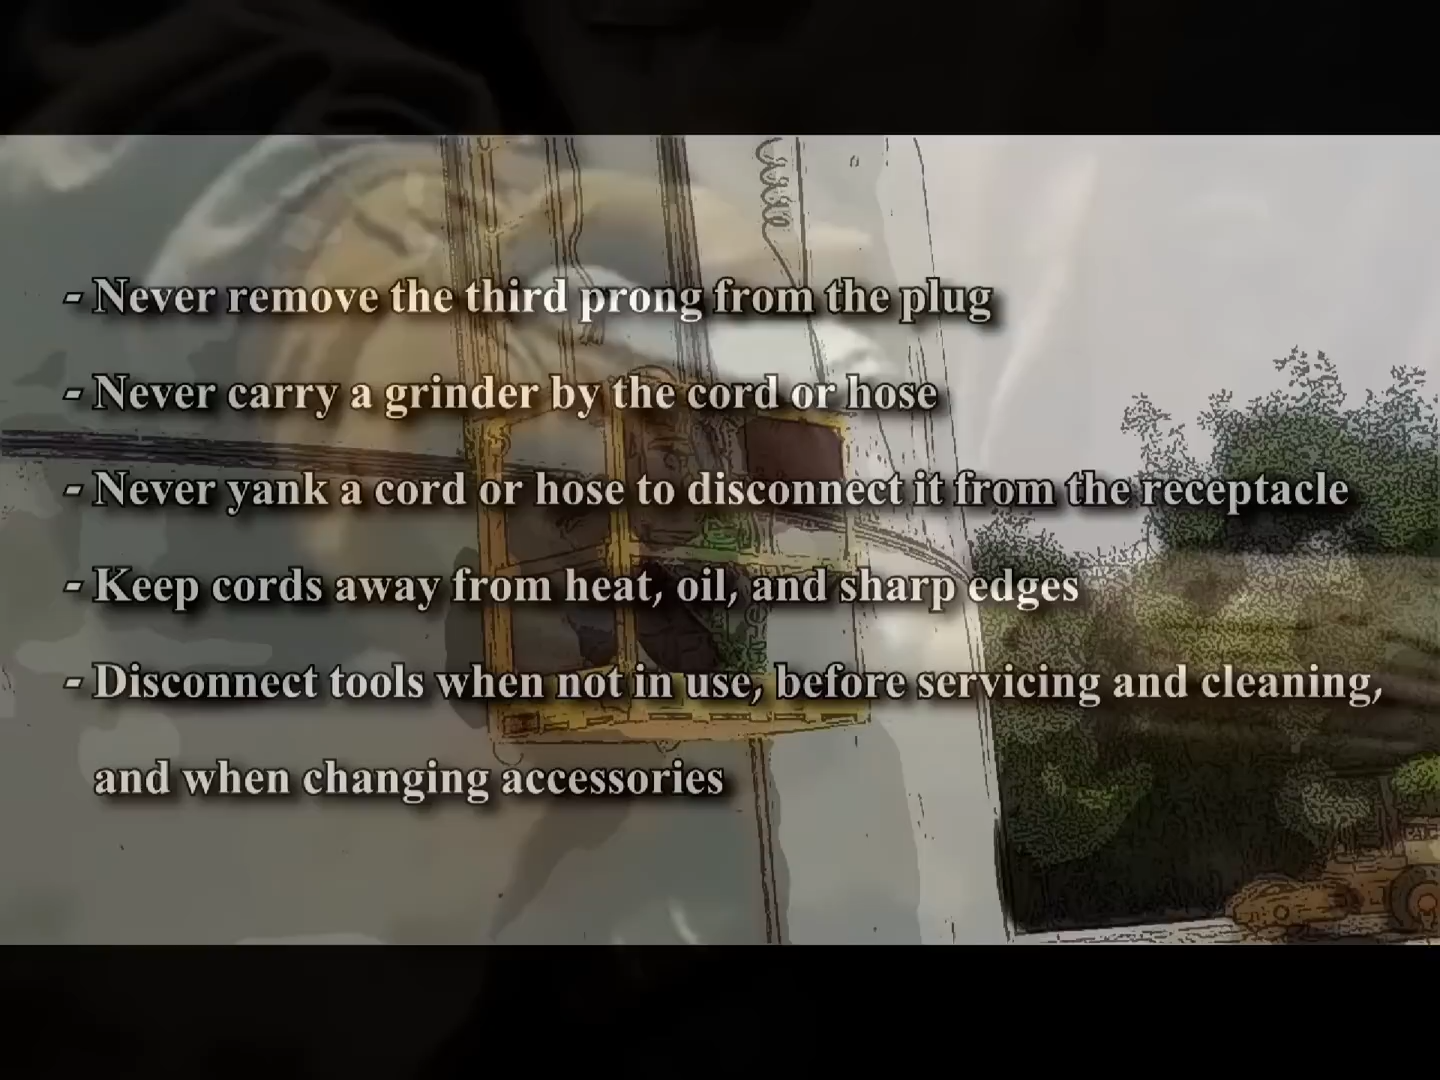 - Never remove the third prong from the plug
- Never carry a grinder by the cord or hose
- Never yank a cord or hose to disconnect it from the receptacle
- Keep cords away from heat, oil, and sharp edges
- Disconnect tools when not in use, before servicing and cleaning,
and when changing accessories